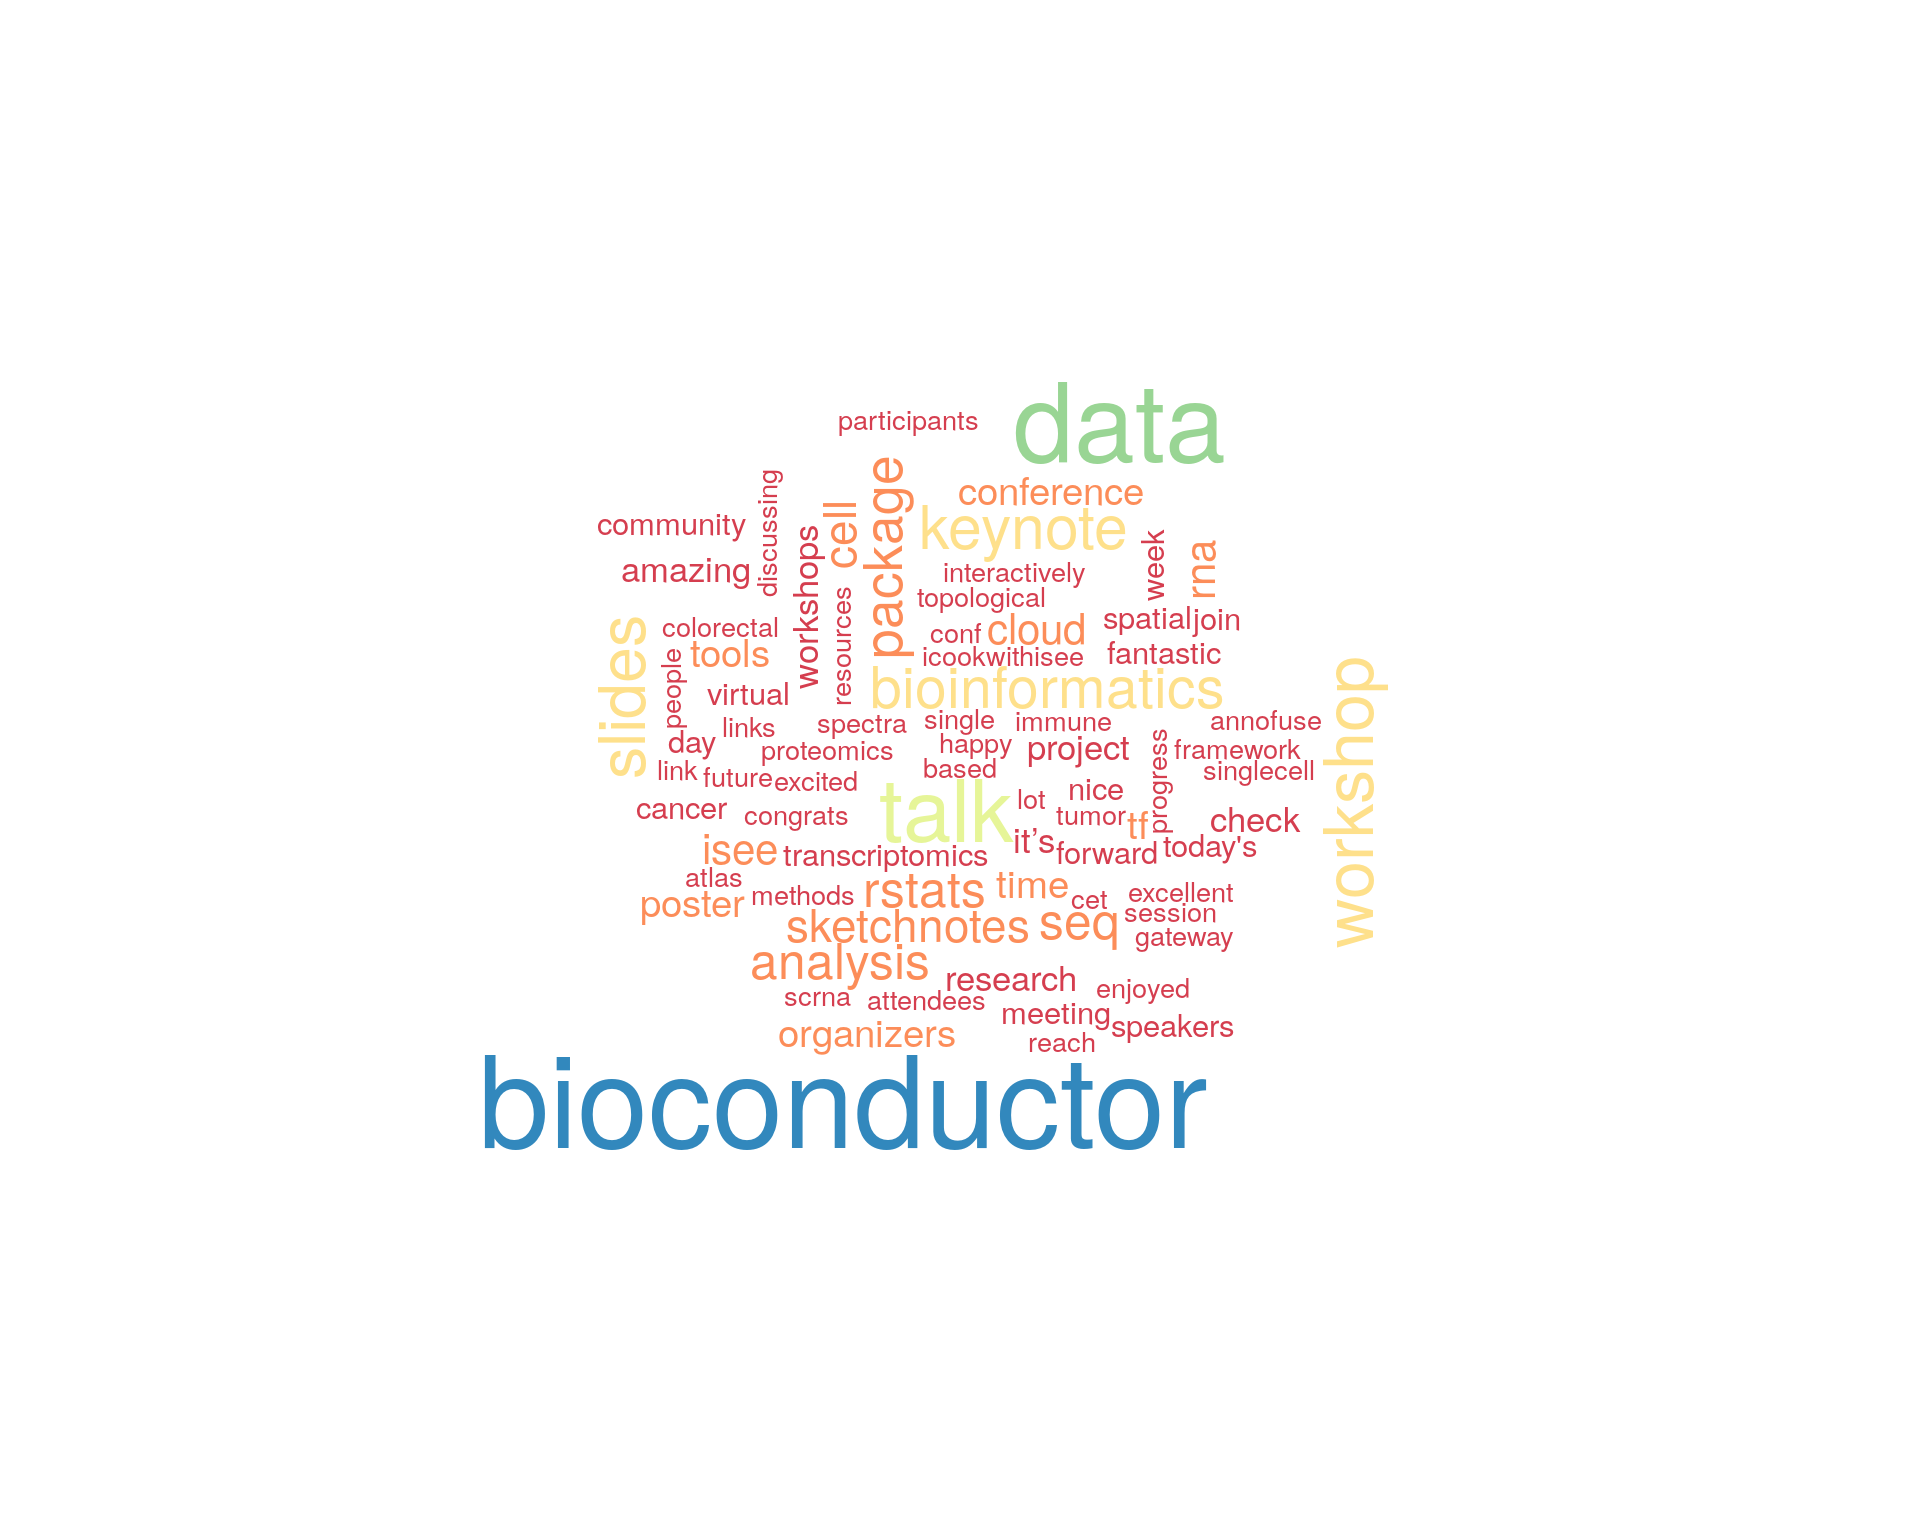 data
participants
conference
package
discussing
cell
keynote
community
workshops
week
rna
amazing
interactively
topological
resources
spatial
join
cloud
colorectal
conf
slides
tools
icookwithisee
fantastic
people
virtual
bioinformatics
workshop
links
spectra
single
immune
annofuse
day
proteomics
happy
project
progress
framework
link
future
excited
based
singlecell
nice
lot
cancer
congrats
talk
tumor
tf
check
isee
transcriptomics
it’s
forward
today's
atlas
poster
methods
rstats
time
cet
excellent
session
sketchnotes
seq
gateway
analysis
research
enjoyed
scrna
attendees
meeting
speakers
organizers
reach
bioconductor